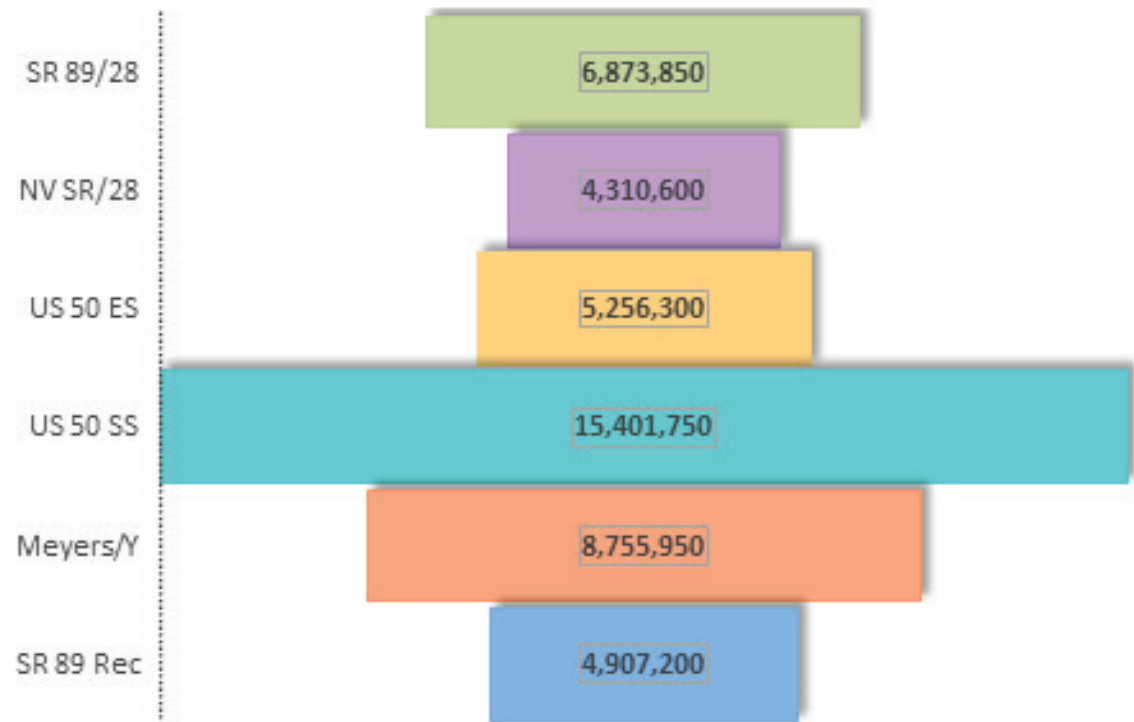 SR 89/28
6,873,850
NV SR/28
4,310,600
US 50 ES
5,256,300
US 50 SS
15,401,750
Meyers/Y
8,755,950
SR 89 Rec
4,907,200